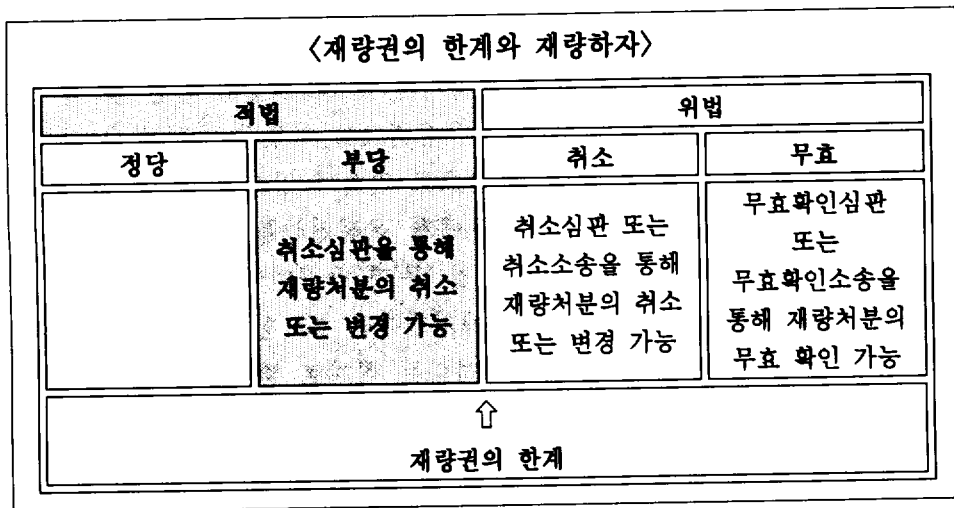 〈재량권의 한계와 재량하자〉
적법
위법
정당
부당
취소
무효
취소심판을 통해
재량처분의 취소
또는 변경 가능
취소심판 또는
취소소송을 통해
재량처분의 취소
또는 변경 가능
무효확인심판
또는
무효확인소송을
통해 재량처분의
무효 확인 가능
⇧
재량권의 한계